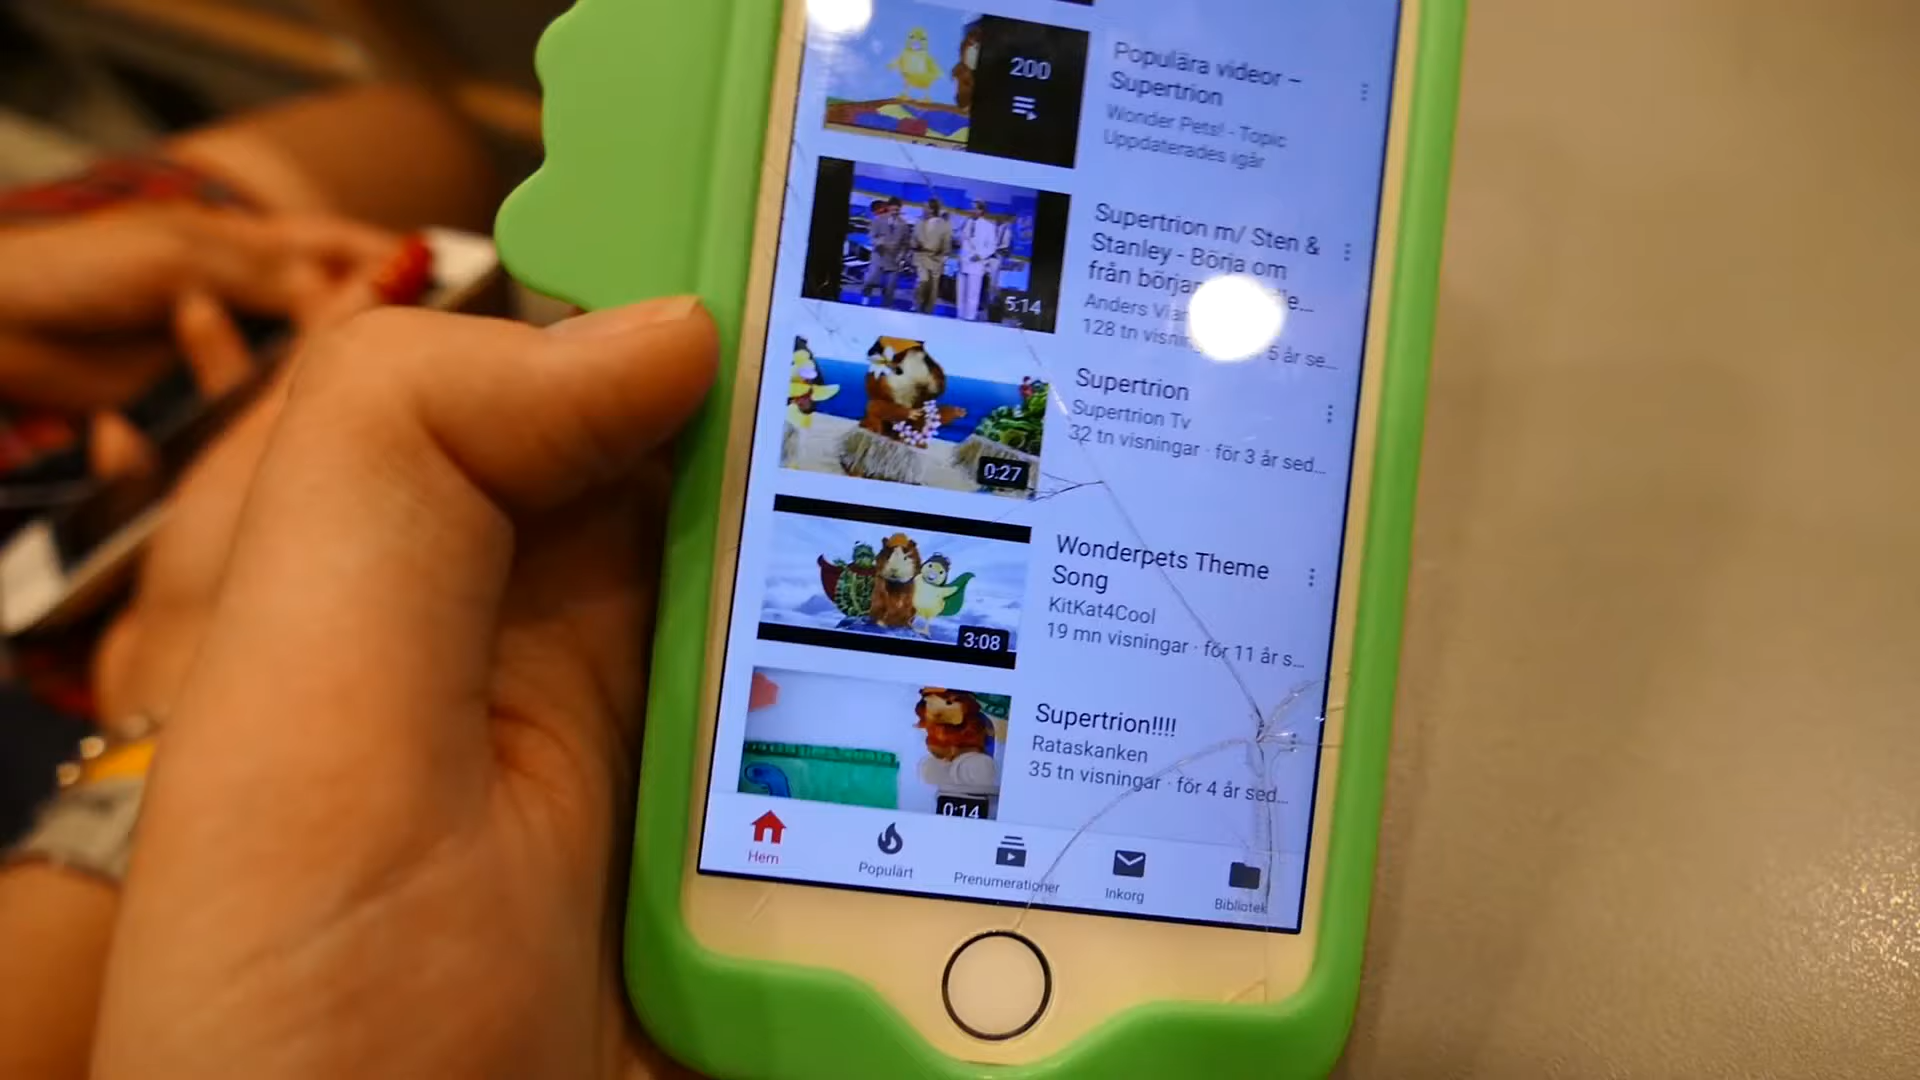 200
Populära videor –
Supertrion
Wonder Pets! - Topic
Uppdaterades igår
5:14
Supertrion m/ Sten &
Stanley - Börja om
från börja
Anders
128 tn 5 år se...
0:27
Supertrion
Supertrion Tv
32 tn visningar · för 3 år sed...
3:08
Wonderpets Theme
Song
KitKat4Cool
19 mn visningar · för 11 år s...
0:14
Supertrion!!!!
Rataskanken
35 tn visningar · för 4 år sed...
Hem
Populärt
Prenumerationer
Inkorg
Bibliotek